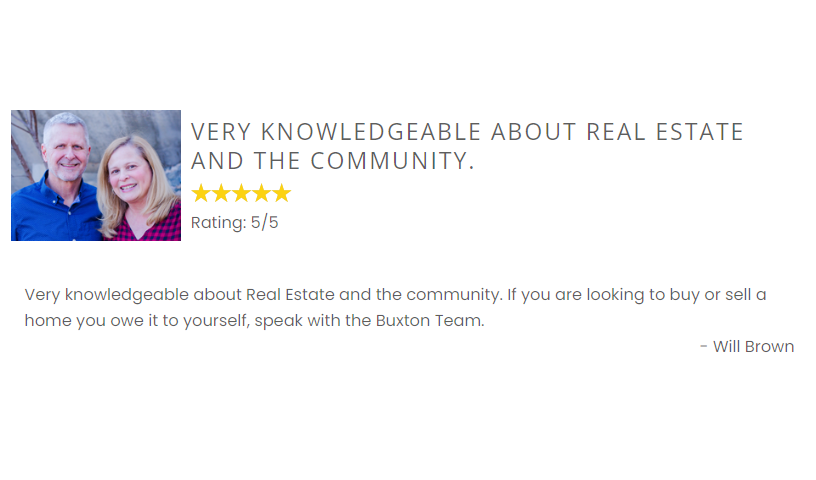 VERY KNOWLEDGEABLE ABOUT REAL ESTATE
AND THE COMMUNITY.
Rating: 5/5
Very knowledgeable about Real Estate and the community. If you are looking to buy or sell a
home you owe it to yourself, speak with the Buxton Team.
- Will Brown